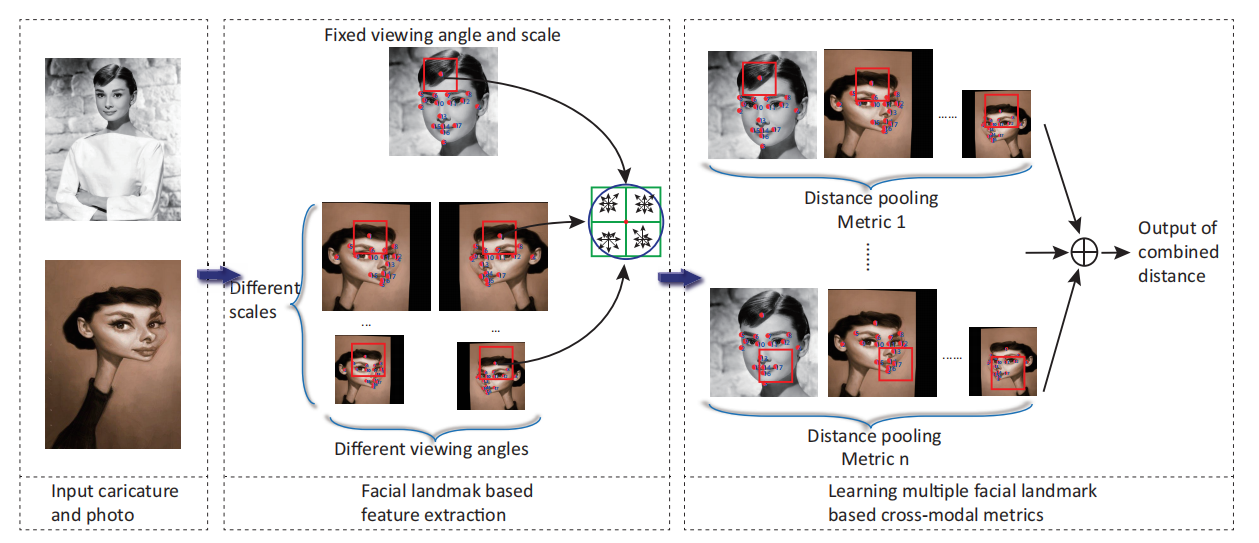 Fixed viewing angle and scale
Different
scales
...
...
Different viewing angles
......
Distance pooling
Metric 1
......
......
Distance pooling
Metric n
Output of
combined
distance
Input caricature
and photo
Facial landmak based
feature extraction
Learning multiple facial landmark
based cross-modal metrics